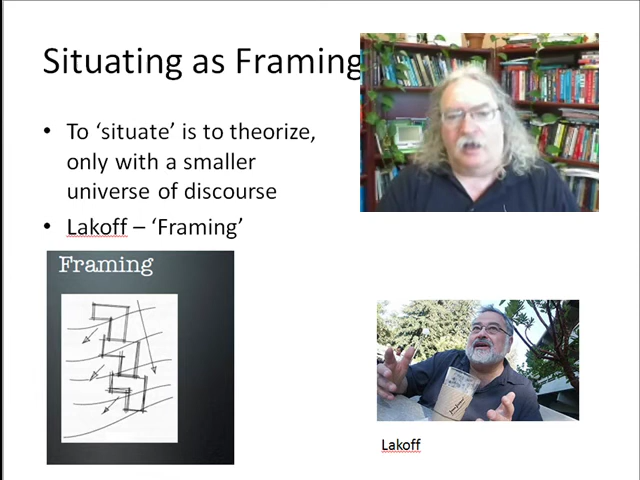 Situating as Framing
• To ‘situate’ is to theorize,
only with a smaller
universe of discourse
• Lakoff – ‘Framing’
Framing
Lakoff